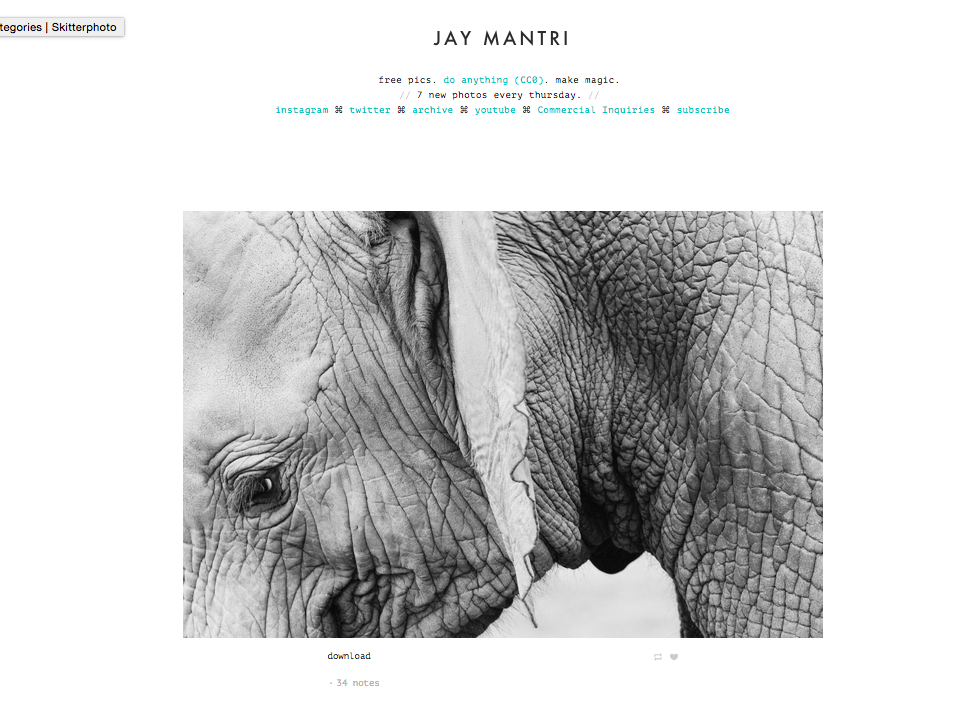 tegories | Skitterphoto
JAY MANTRI
free pics. do anything (CC0). make magic.
// 7 new photos every thursday. //
instagram ⌘ twitter ⌘ archive ⌘ youtube ⌘ Commercial Inquiries ⌘ subscribe
download
· 34 notes